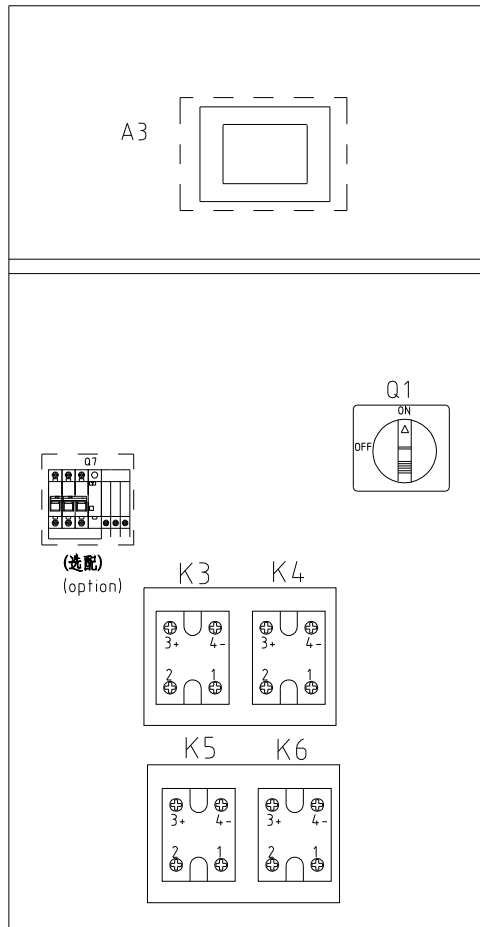 A3
Q1
ON
OFF
Q7
(选配)
(option)
K3 K4
3+ 4- 3+ 4-
2 1 2 1
K5 K6
3+ 4- 3+ 4-
2 1 2 1